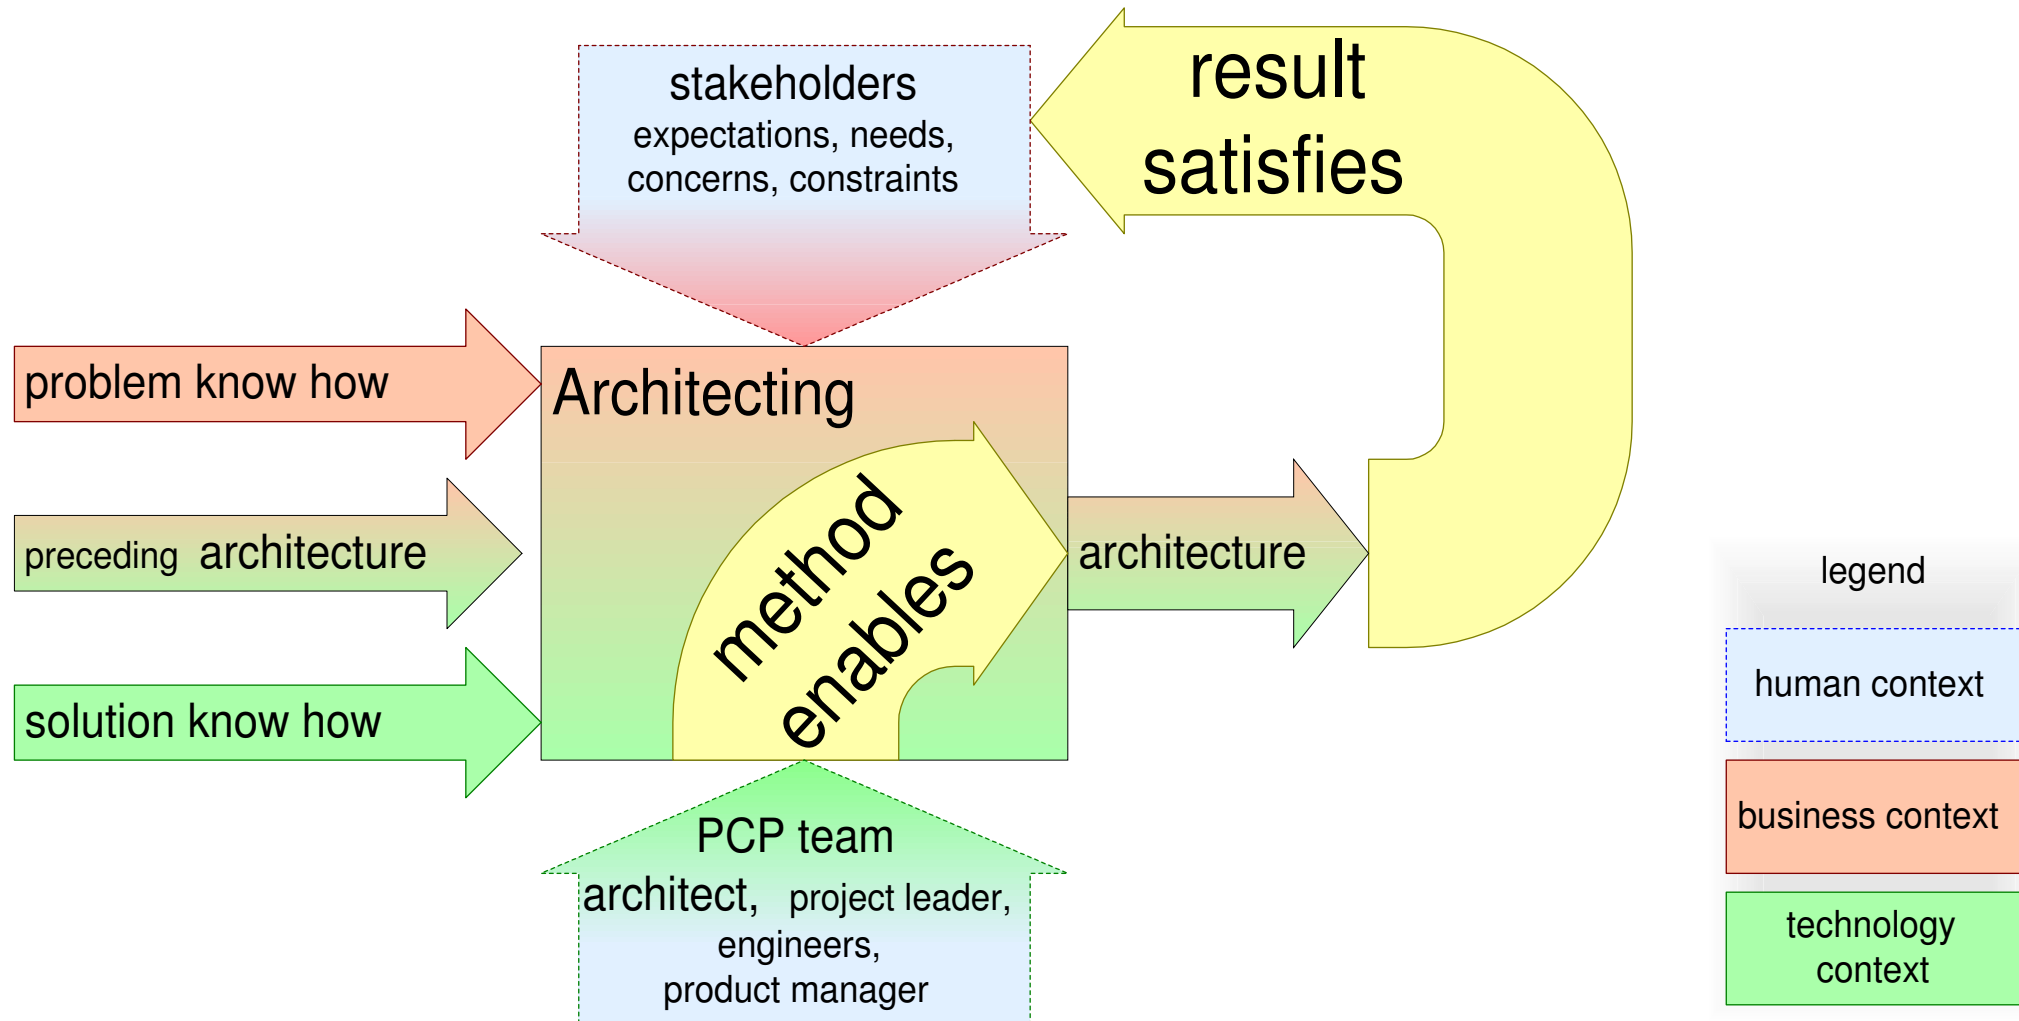 stakeholders
expectations, needs,
concerns, constraints
result
satisfies
problem know how
Architecting
preceding architecture
method
enables
architecture
solution know how
PCP team
architect, project leader,
engineers,
product manager
legend
human context
business context
technology
context